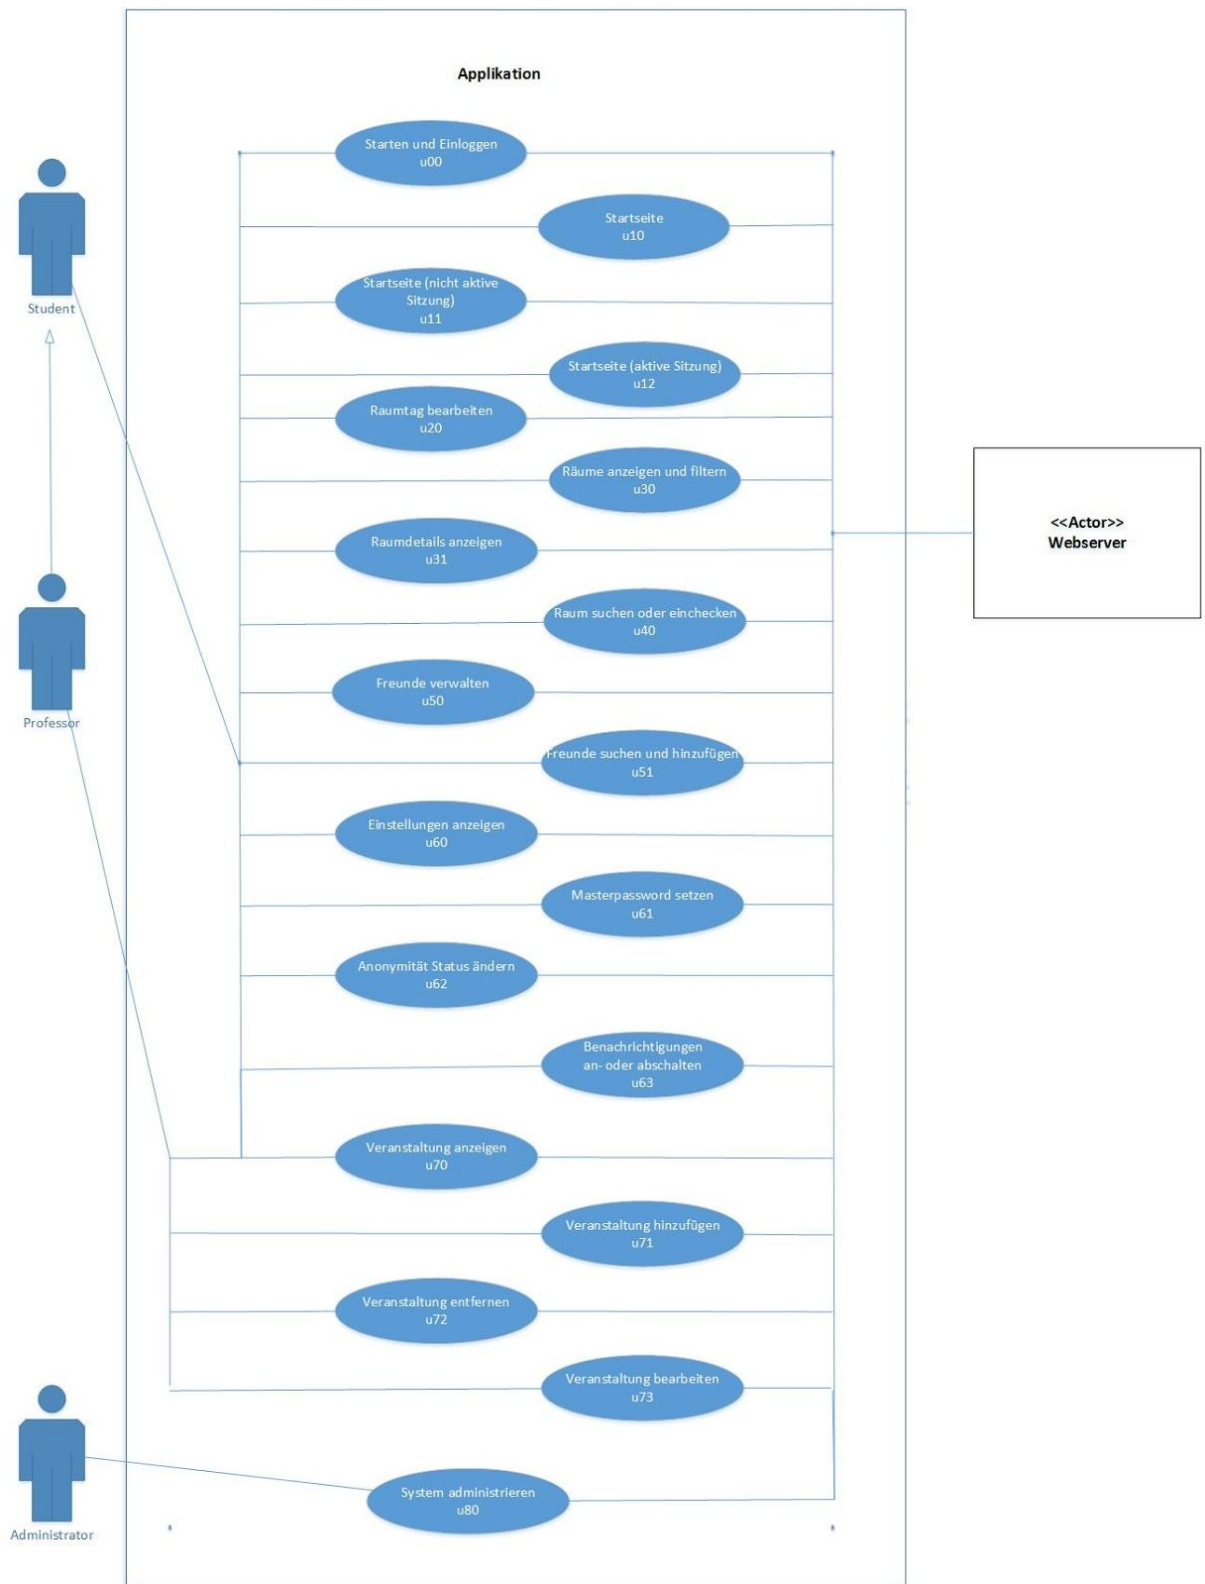 Applikation
Starten und Einloggen
u00
Startseite
u10
Startseite (nicht aktive
Sitzung)
u11
Student
Startseite (aktive Sitzung)
u12
Raumtag bearbeiten
u20
Räume anzeigen und filtern
u30
<<Actor>>
Webserver
Raumdetails anzeigen
u31
Raum suchen oder einchecken
u40
Freunde verwalten
u50
Professor
Freunde suchen und hinzufügen
u51
Einstellungen anzeigen
u60
Masterpassword setzen
u61
Anonymität Status ändern
u62
Benachrichtigungen
an- oder abschalten
u63
Veranstaltung anzeigen
u70
Veranstaltung hinzufügen
u71
Veranstaltung entfernen
u72
Veranstaltung bearbeiten
u73
System administrieren
u80
Administrator